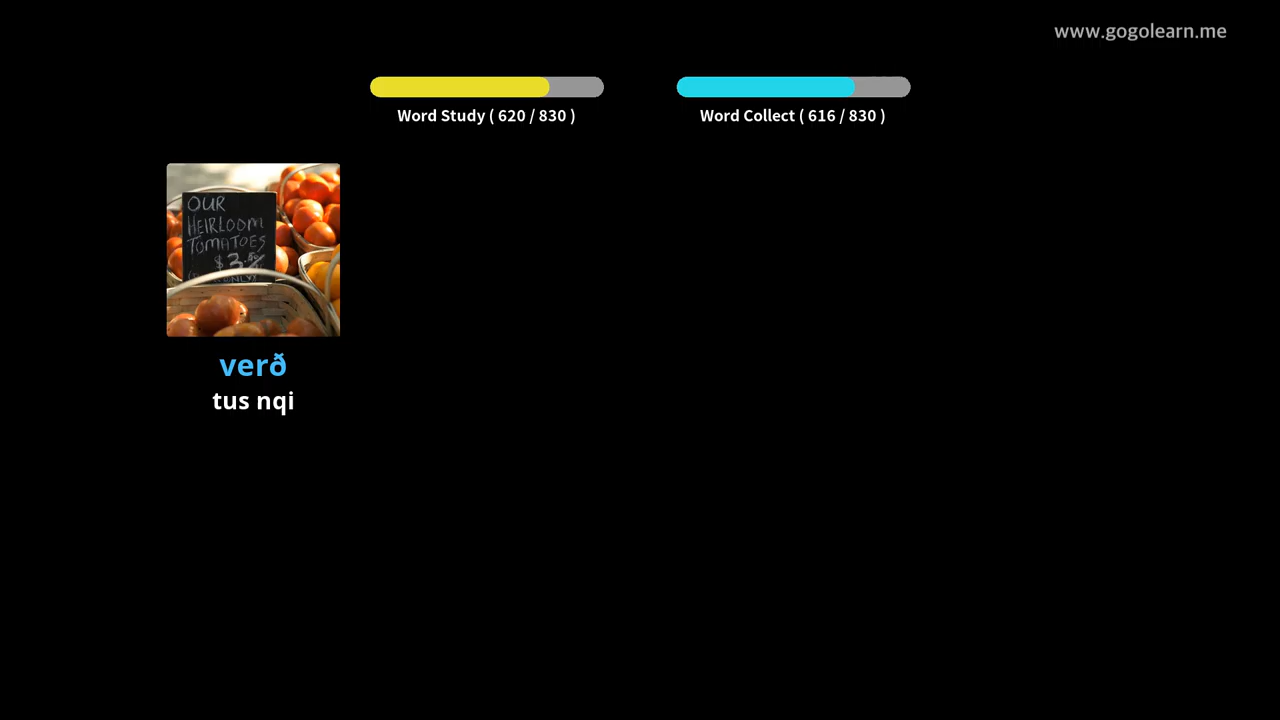 www.gogolearn.me
Word Study ( 620 / 830 )
Word Collect ( 616 / 830 )
OUR
HEIRLOOM
TOMATOES
verð
tus nqi